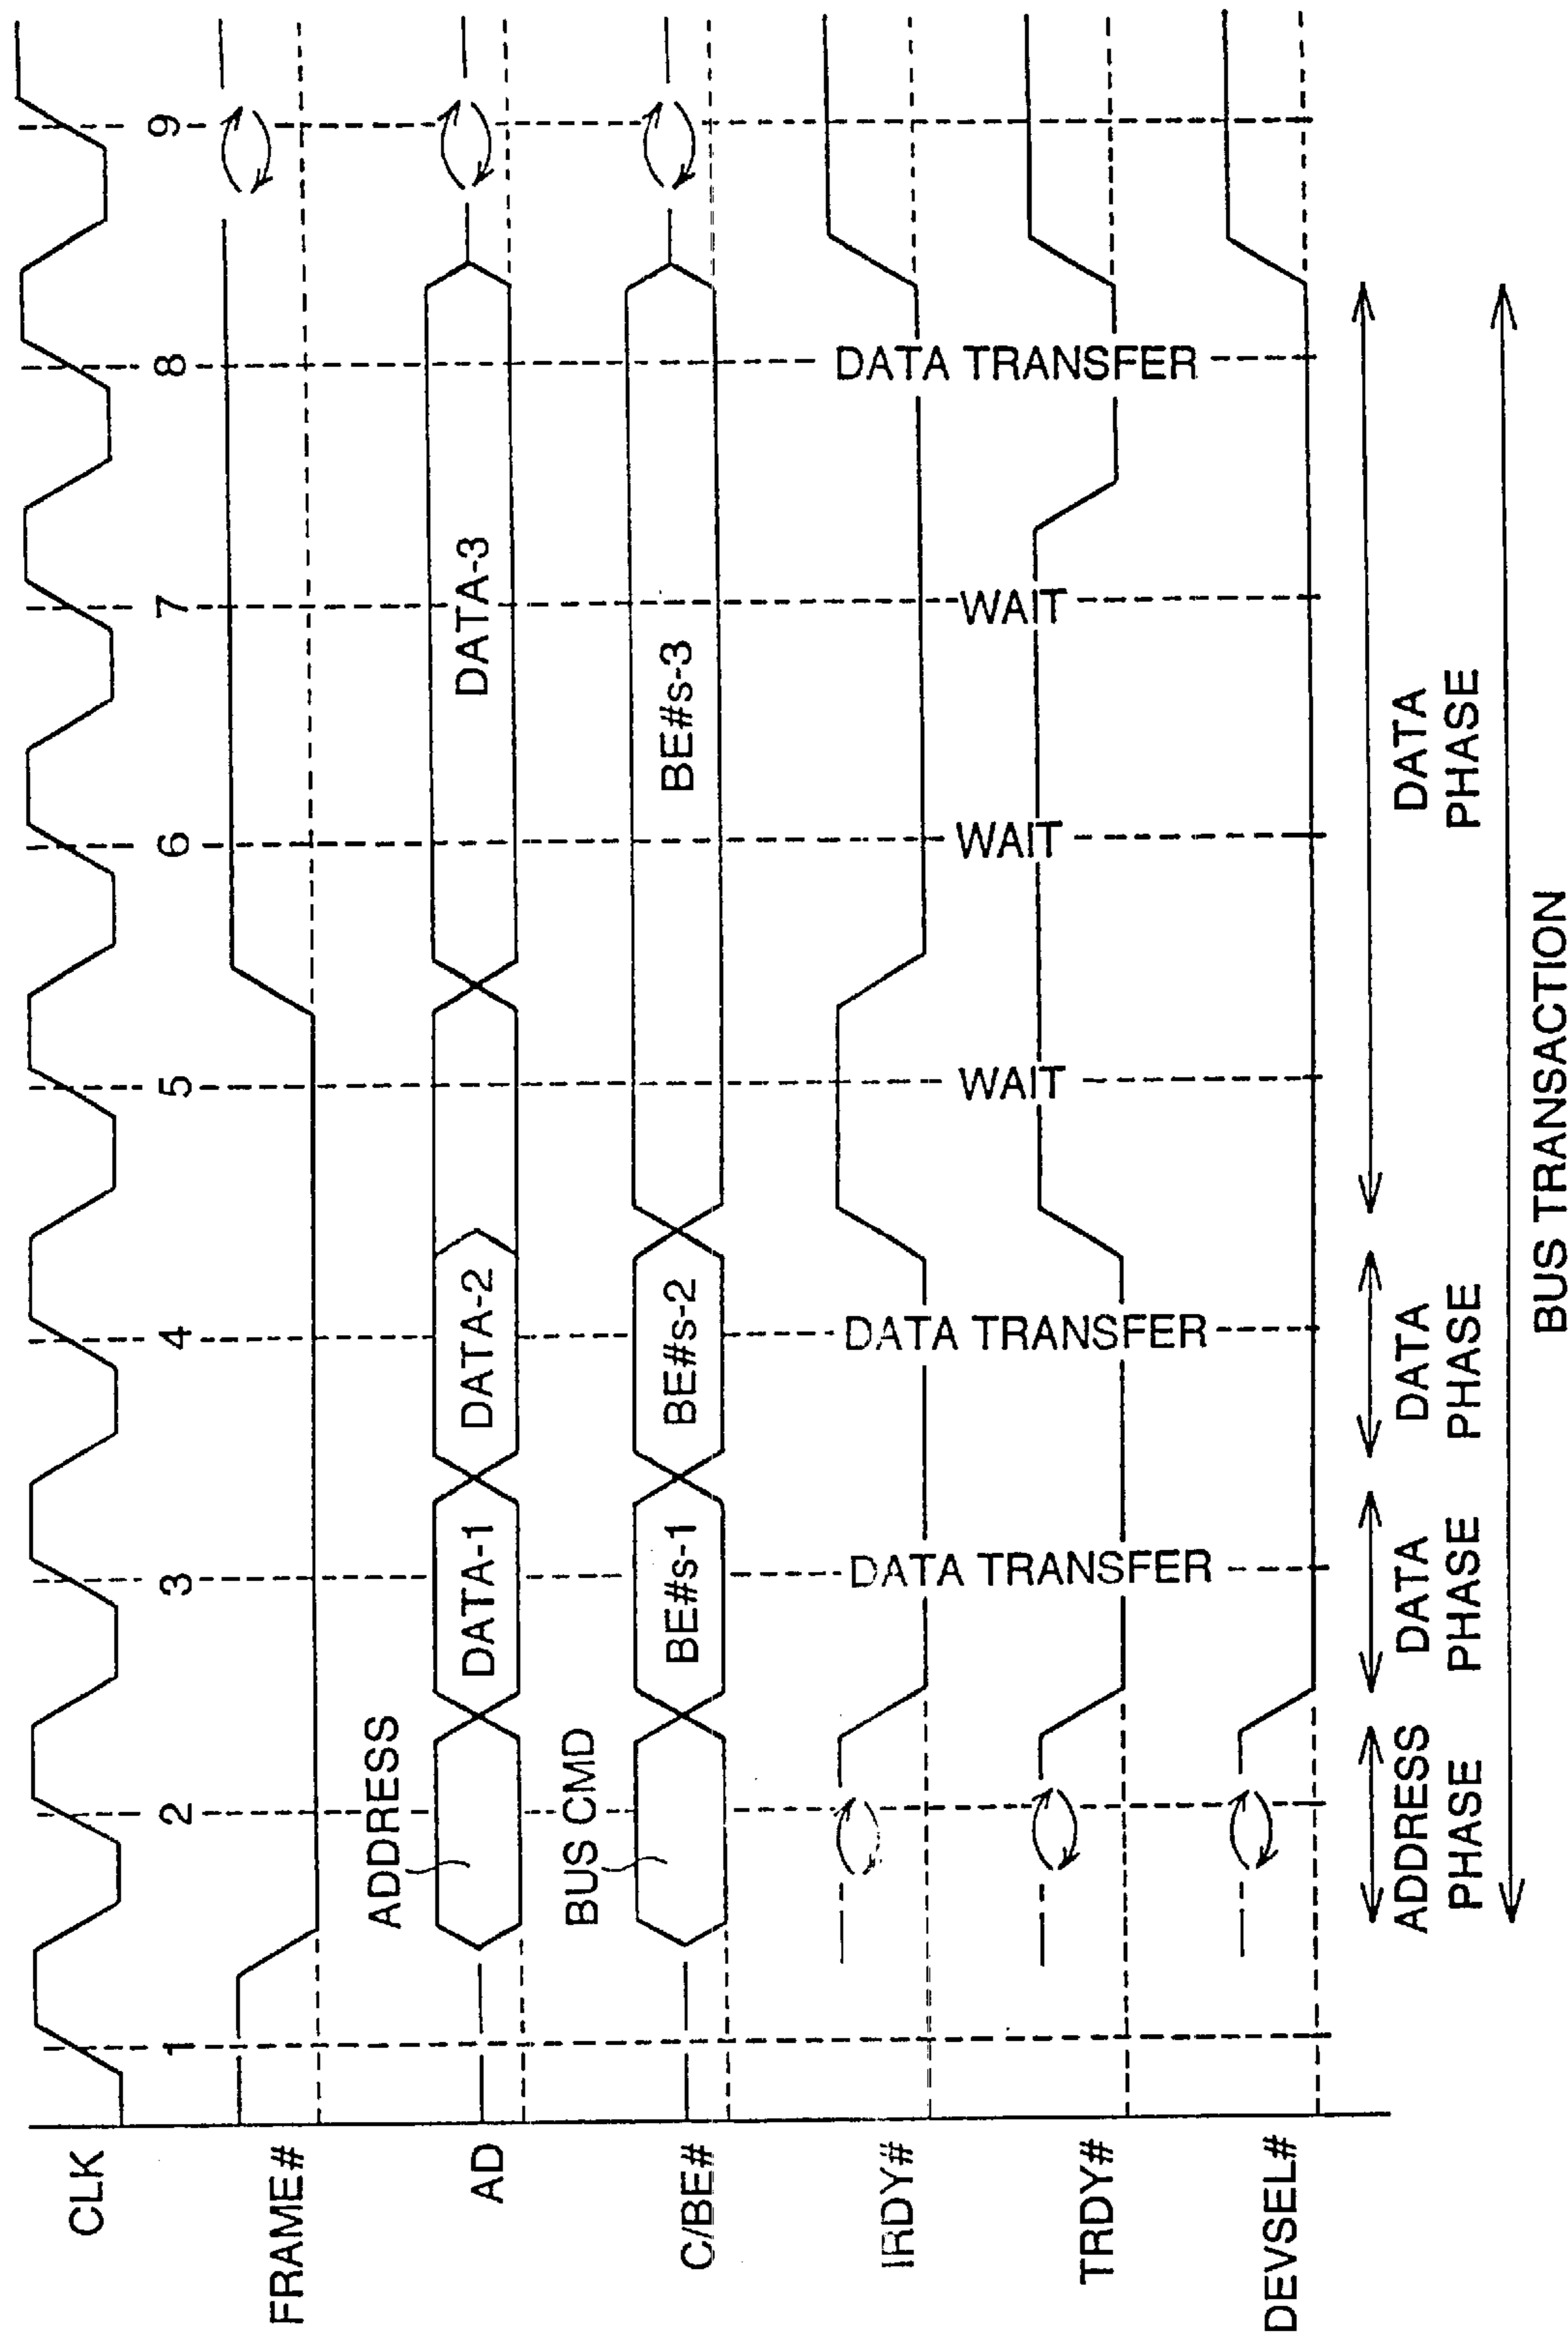 CLK
1
2
3
4
5
6
7
8
9
FRAME#
AD
ADDRESS
DATA-1
DATA-2
DATA-3
C/BE#
BUS CMD
BE#s-1
BE#s-2
BE#s-3
IRDY#
TRDY#
DATA TRANSFER
DATA TRANSFER
WAIT
WAIT
WAIT
DATA TRANSFER
DEVSEL#
ADDRESS
PHASE
DATA
PHASE
DATA
PHASE
DATA
PHASE
BUS TRANSACTION